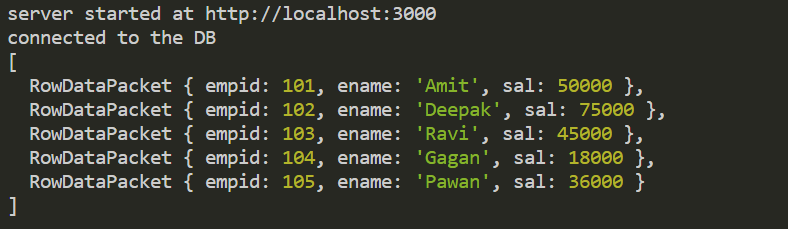 server started at http://localhost:3000
connected to the DB
[
  RowDataPacket { empid: 101, ename: 'Amit', sal: 50000 },
  RowDataPacket { empid: 102, ename: 'Deepak', sal: 75000 },
  RowDataPacket { empid: 103, ename: 'Ravi', sal: 45000 },
  RowDataPacket { empid: 104, ename: 'Gagan', sal: 18000 },
  RowDataPacket { empid: 105, ename: 'Pawan', sal: 36000 }
]